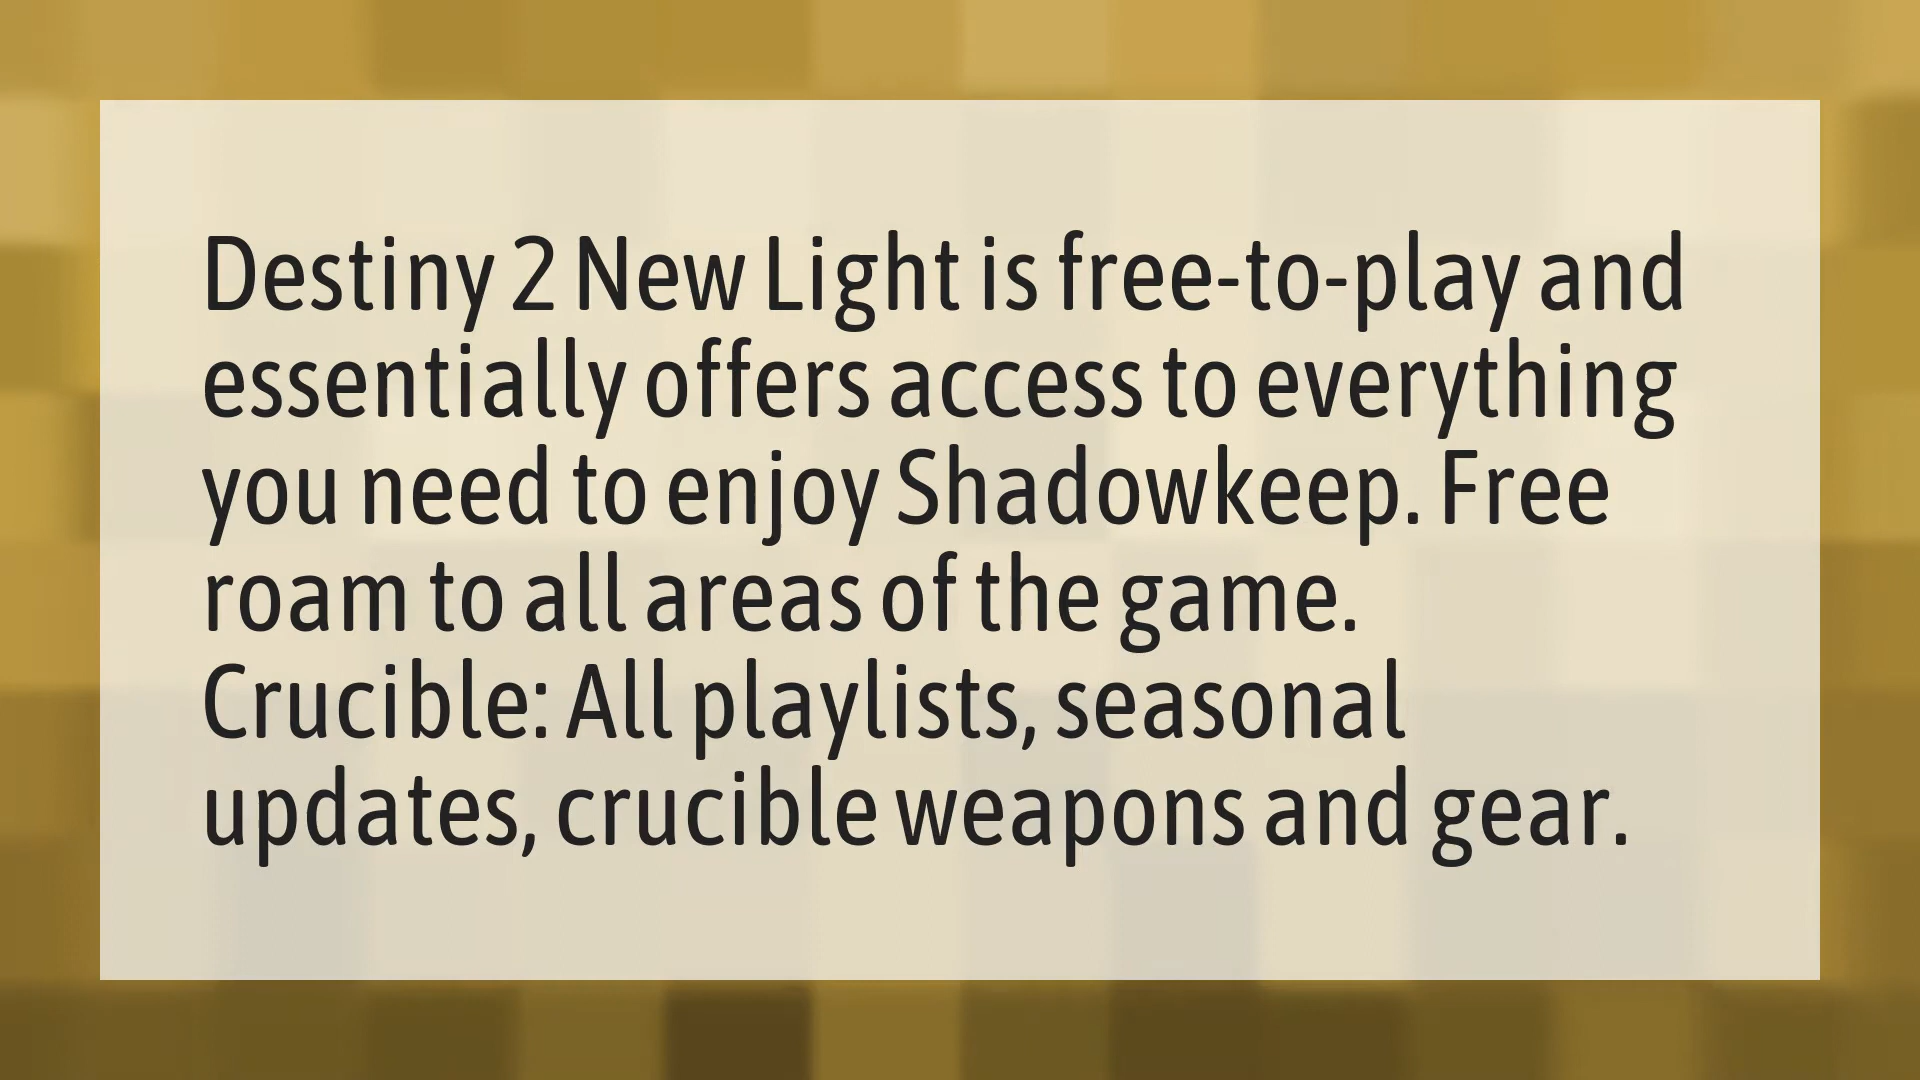 Destiny 2 New Light is free-to-play and
essentially offers access to everything
you need to enjoy Shadowkeep. Free
roam to all areas of the game.
Crucible: All playlists, seasonal
updates, crucible weapons and gear.